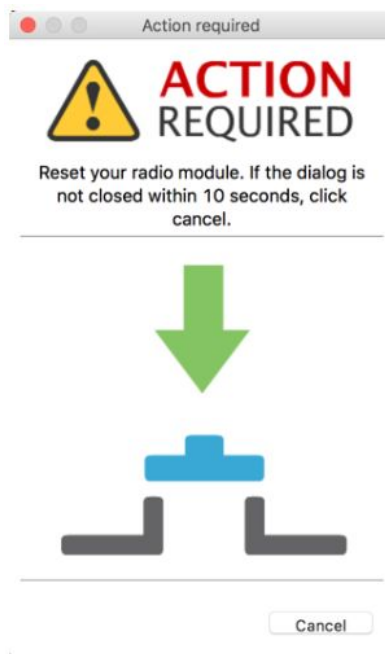 Action required
ACTION
REQUIRED
Reset your radio module. If the dialog is
not closed within 10 seconds, click
cancel.
Cancel